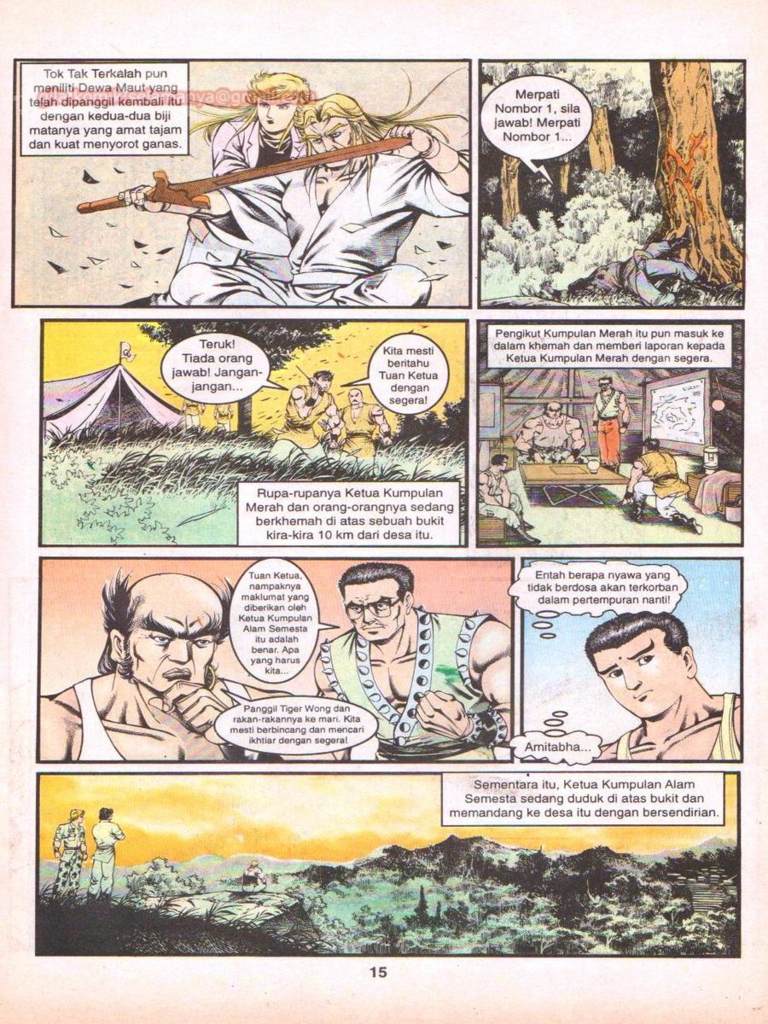 Tok Tak Terkalah pun
meniliti Dewa Maut yang
telah dipanggil kembali itu
dengan kedua-dua biji
matanya yang amat tajam
dan kuat menyorot ganas.
Merpati
Nombor 1, sila
jawab! Merpati
Nombor 1...
Teruk!
Tiada orang
jawab! Jangan-
jangan...
Kita mesti
beritahu
Tuan Ketua
dengan
segera!
Rupa-rupanya Ketua Kumpulan
Merah dan orang-orangnya sedang
berkhemah di atas sebuah bukit
kira-kira 10 km dari desa itu.
Pengikut Kumpulan Merah itu pun masuk ke
dalam khemah dan memberi laporan kepada
Ketua Kumpulan Merah dengan segera.
Tuan Ketua,
nampaknya
maklumat yang
diberikan oleh
Ketua Kumpulan
Alam Semesta
itu adalah
benar. Apa
yang harus
kita...
Panggil Tiger Wong dan
rakan-rakannya ke mari. Kita
mesti berbincang dan mencari
ikhtiar dengan segera!
Entah berapa nyawa yang
tidak berdosa akan terkorban
dalam pertempuran nanti!
Amitabha...
Sementara itu, Ketua Kumpulan Alam
Semesta sedang duduk di atas bukit dan
memandang ke desa itu dengan bersendirian.
15